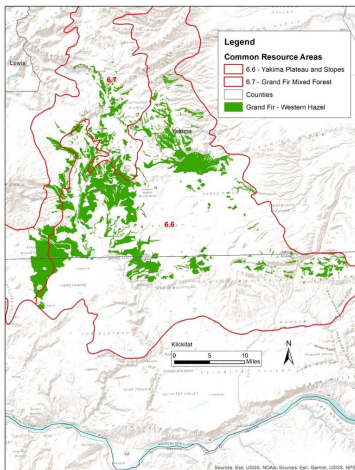 Legend
Common Resource Areas
6.6 - Yakima Plateau and Slopes
6.7 - Grand Fir Mixed Forest
Counties
Grand Fir - Western Hazel
Lewis
6.7
Yakima
6.6
Klickitat
0 5 10
Miles
N
Sources: Esri, USGS, NOAA; Sources: Esri, Garmin, USGS, NPS